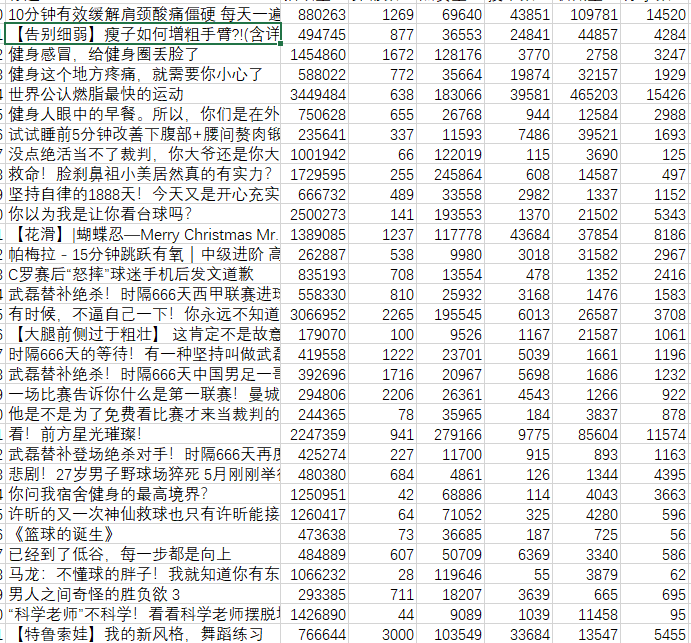 10分钟有效缓解肩颈酸痛僵硬 每天一遍 880263 1269 69640 43851 109781 14520
【告别细弱】瘦子如何增粗手臂?!(含详 494745 877 36553 24841 44857 4284
健身感冒，给健身圈丢脸了 1454860 1672 128176 3770 2758 3247
健身这个地方疼痛，就需要你小心了 588022 772 35664 19874 32157 1929
世界公认燃脂最快的运动 3449484 638 183066 39581 465203 15426
健身人眼中的早餐。所以，你们是在外 750628 655 26768 944 12584 2988
试试睡前5分钟改善下腹部+腰间赘肉锻 235641 337 11593 7486 39521 1693
没点绝活当不了裁判，你大爷还是你大 1001942 66 122019 115 3690 125
救命！脸刹鼻祖小美居然真的有实力？ 1729595 255 245864 608 14587 497
坚持自律的1888天！今天又是开心充实 666732 489 33558 2982 1337 1152
你以为我是让你看台球吗？ 2500273 141 193553 1370 21502 5343
【花滑】|蝴蝶忍—Merry Christmas Mr. 1389085 1237 117778 43684 37854 8186
帕梅拉 - 15分钟跳跃有氧｜中级进阶 高 262887 538 9980 3018 31582 2967
C罗赛后“怒摔”球迷手机后发文道歉 835193 708 13554 478 1352 2416
武磊替补绝杀！时隔666天西甲联赛进球 558330 810 25932 3168 1476 1583
有时候，不逼自己一下！你永远不知道 3066952 2265 195545 6013 26587 3708
【大腿前侧过于粗壮】 这肯定不是故意 179070 100 9526 1167 21587 1061
时隔666天的等待！有一种坚持叫做武磊 419558 1222 23701 5039 1661 1196
武磊替补绝杀！时隔666天中国男足一哥 392696 1716 20967 5698 1686 1232
一场比赛告诉你什么是第一联赛！曼城 294806 2206 26361 4543 1266 922
他是不是为了免费看比赛才来当裁判的 244365 78 35965 184 3837 878
看！前方星光璀璨！ 2247359 941 279166 9775 85604 11574
武磊替补登场绝杀对手！时隔666天再度 425274 227 11700 915 893 1163
悲剧！27岁男子野球场猝死 5月刚刚举行 480380 684 4861 126 1344 4395
你问我宿舍健身的最高境界？ 1250951 42 68886 114 4043 3663
许昕的又一次神仙救球也只有许昕能接 1260417 64 71052 325 4280 596
《篮球的诞生》 473638 73 36685 187 725 56
已经到了低谷，每一步都是向上 484889 607 50709 6369 3340 586
马龙：不懂球的胖子！我就知道你有东 1066232 28 119646 55 3879 62
男人之间奇怪的胜负欲 3 293385 711 18207 3639 665 695
“科学老师”不科学！看看科学老师摆脱地 1426890 44 9089 1039 11458 95
【特鲁索娃】我的新风格，舞蹈练习 766644 3000 103549 33684 13547 5455